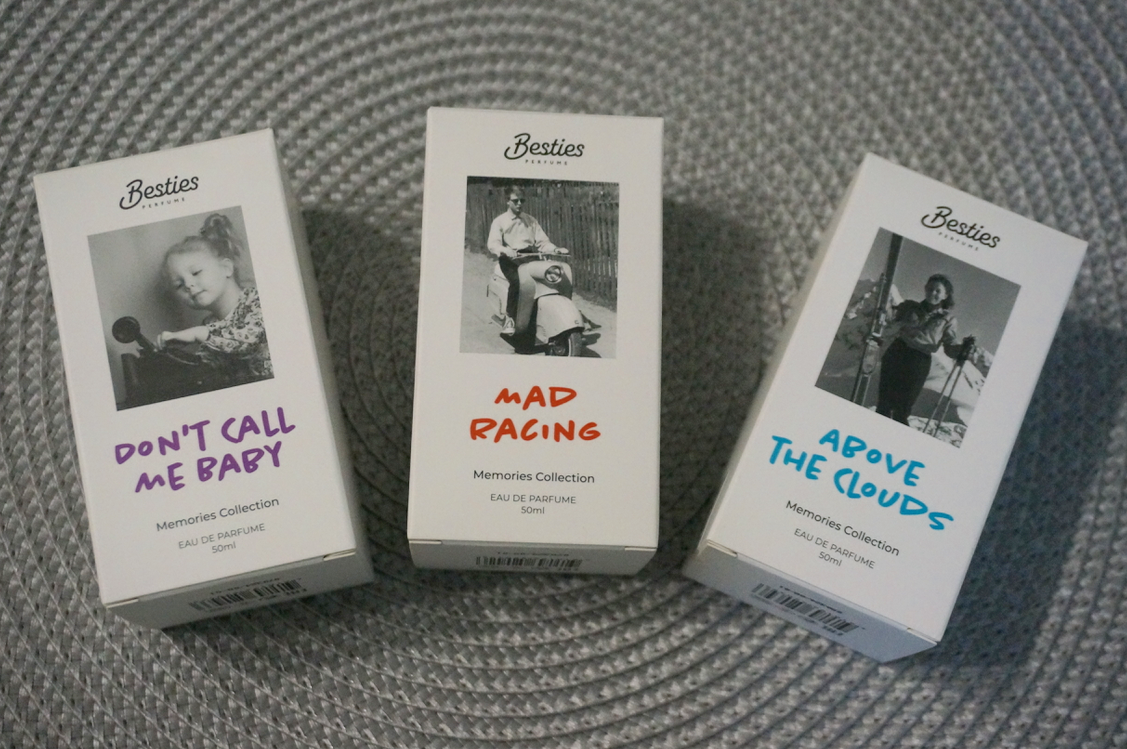 Besties
PERFUME
DON'T CALL
ME BABY
Memories Collection
EAU DE PARFUME
50ml
Besties
PERFUME
MAD
RACING
Memories Collection
EAU DE PARFUME
50ml
Besties
PERFUME
ABOVE
THE CLOUDS
Memories Collection
EAU DE PARFUME
50ml